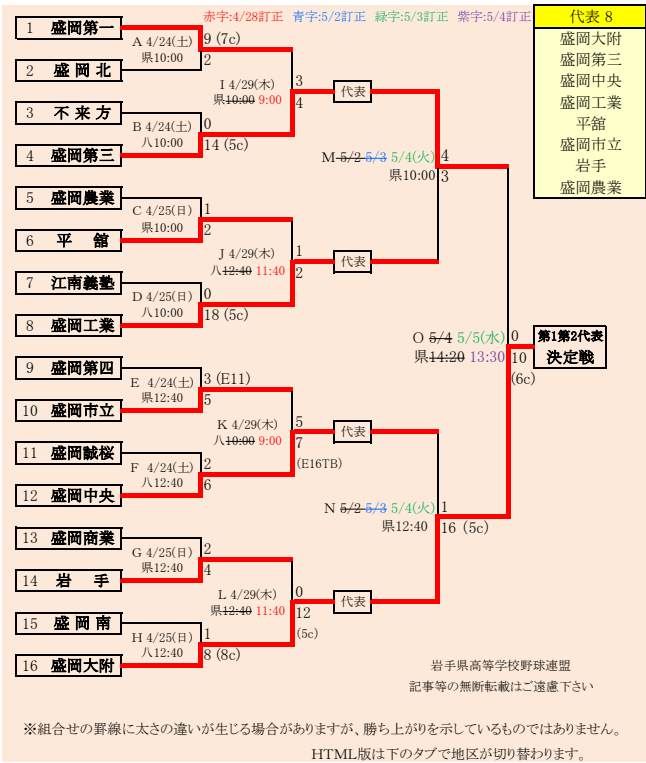 赤字:4/28訂正 青字:5/2訂正 緑字:5/3訂正 紫字:5/4訂正
代表 8
盛岡大附
盛岡第三
盛岡中央
盛岡工業
平舘
盛岡市立
岩手
盛岡農業
1 盛岡第一
A 4/24(土)
県10:00
9 (7c)
2
2 盛岡北
I 4/29(木)
県10:00 9:00
3
4
代表
3 不来方
B 4/24(土)
八10:00
0
14 (5c)
4 盛岡第三
M 5/2 5/3 5/4(火)
県10:00
4
3
5 盛岡農業
C 4/25(日)
県10:00
1
2
6 平舘
J 4/29(木)
八12:40 11:40
1
2
代表
7 江南義塾
D 4/25(日)
八10:00
0
18 (5c)
8 盛岡工業
O 5/4 5/5(水)
県14:20 13:30
0
10
(6c)
第1第2代表
決定戦
9 盛岡第四
E 4/24(土)
県12:40
3 (E11)
5
10 盛岡市立
K 4/29(木)
八10:00 9:00
5
7
(E16TB)
代表
11 盛岡誠桜
F 4/24(土)
八12:40
2
6
12 盛岡中央
N 5/2 5/3 5/4(火)
県12:40
1
16 (5c)
13 盛岡商業
G 4/25(日)
県12:40
2
4
14 岩手
L 4/29(木)
県12:40 11:40
0
12
(5c)
代表
15 盛岡南
H 4/25(日)
八12:40
1
8 (8c)
16 盛岡大附
岩手県高等学校野球連盟
記事等の無断転載はご遠慮下さい
※組合せの罫線に太さの違いが生じる場合がありますが、勝ち上がりを示しているものではありません。
HTML版は下のタブで地区が切り替わります。